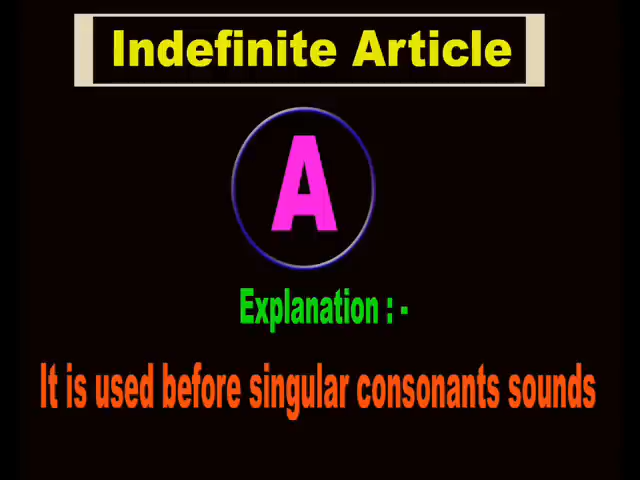 Indefinite Article
A
Explanation : -
It is used before singular consonants sounds